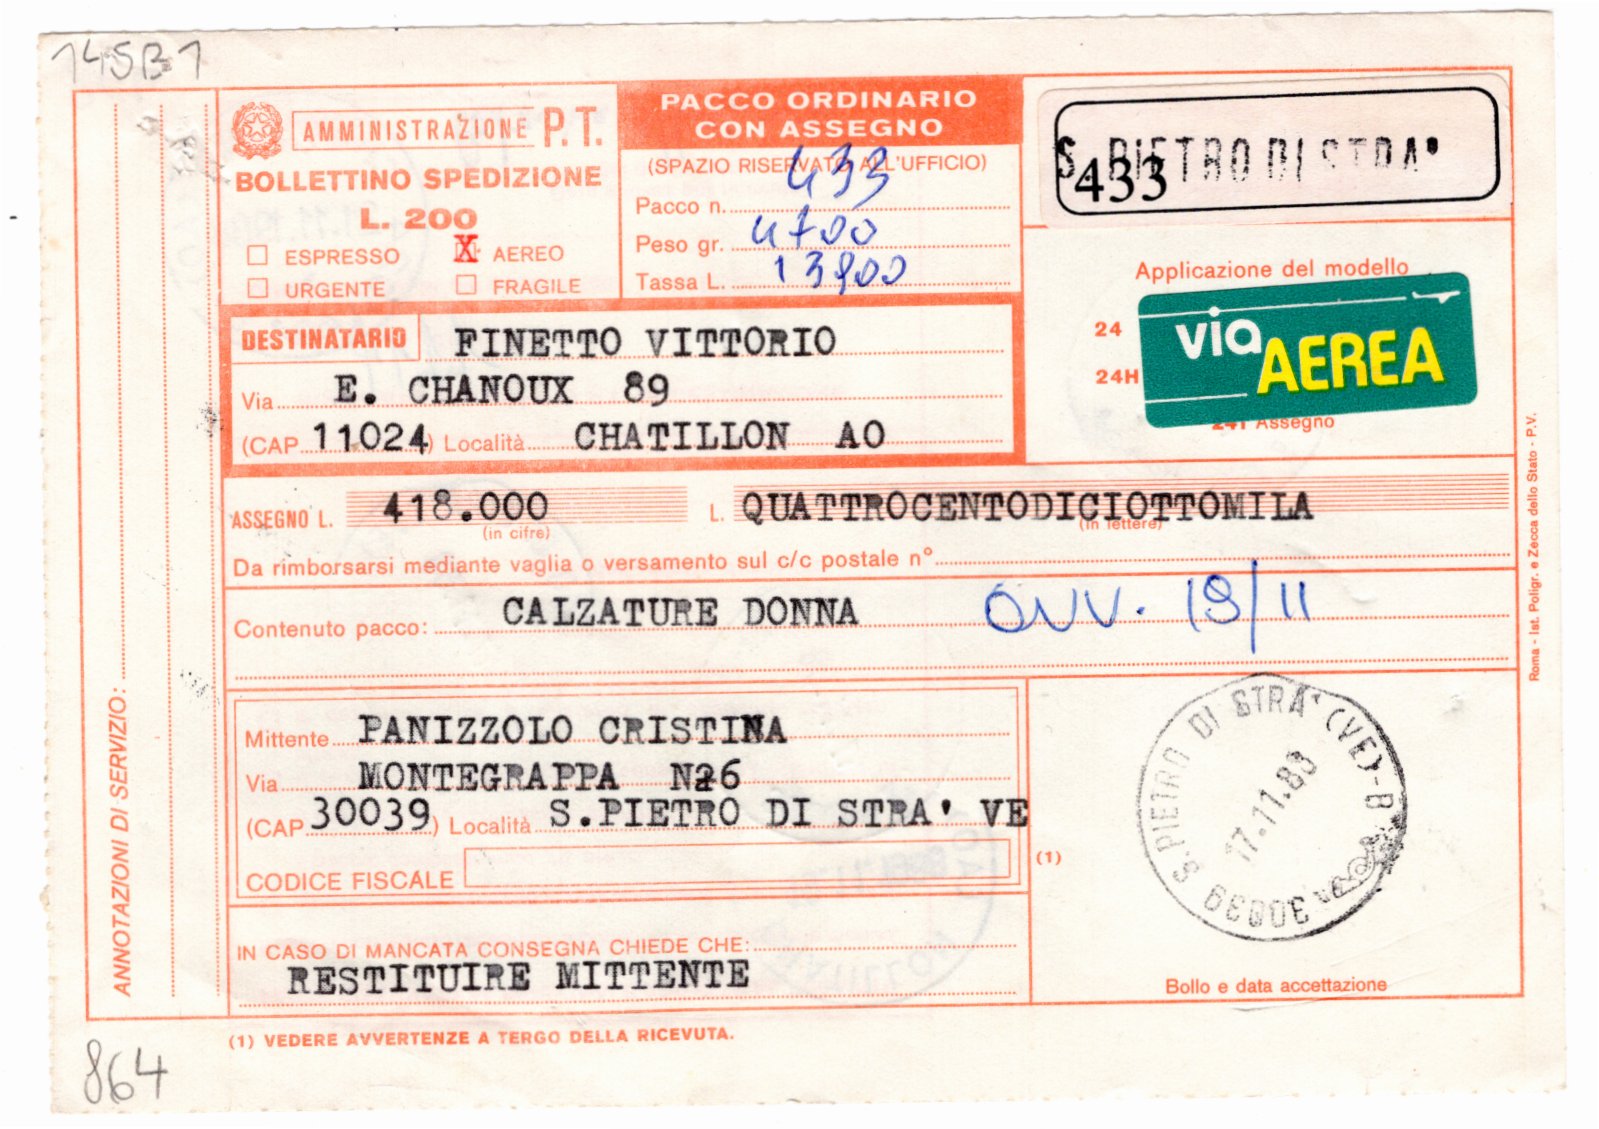 145B1
AMMINISTRAZIONE P.T.
BOLLETTINO SPEDIZIONE
L. 200
ESPRESSO X AEREO
URGENTE FRAGILE
PACCO ORDINARIO
CON ASSEGNO
(SPAZIO RISERVATO ALL'UFFICIO)
Pacco n. 433
Peso gr. 4700
Tassa L. 13900
S. PIETRO DI STRA'
433
Applicazione del modello
24
24H
via AEREA
24I Assegno
DESTINATARIO FINETTO VITTORIO
Via E. CHANOUX 89
(CAP 11024) Località CHATILLON AO
ASSEGNO L. 418.000 L. QUATTROCENTODICIOTTOMILA
(in cifre) (in lettere)
Da rimborsarsi mediante vaglia o versamento sul c/c postale n°
Contenuto pacco: CALZATURE DONNA
19/11
Mittente PANIZZOLO CRISTINA
Via MONTEGRAPPA N26
(CAP 30039) Località S.PIETRO DI STRA' VE
CODICE FISCALE
(1)
IN CASO DI MANCATA CONSEGNA CHIEDE CHE:
RESTITUIRE MITTENTE
S.PIETRO DI STRA' (VE)-B
17.11.83
30039
Bollo e data accettazione
(1) VEDERE AVVERTENZE A TERGO DELLA RICEVUTA.
ANNOTAZIONI DI SERVIZIO:
Roma - Ist. Poligr. e Zecca dello Stato - P.V.
864